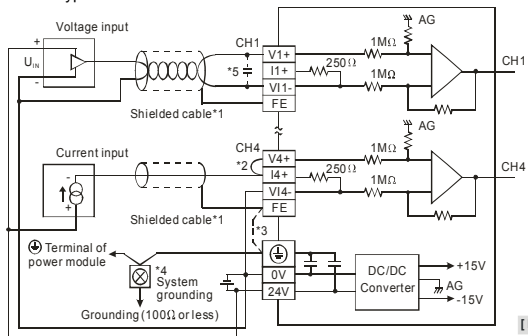 Voltage input
+
UIN
-
CH1
*5
Shielded cable*1
V1+
I1+
VI1-
FE
250Ω
1MΩ
1MΩ
AG
CH1
Current input
-
+
CH4
*2
Shielded cable*1
V4+
I4+
VI4-
FE
250Ω
1MΩ
1MΩ
AG
CH4
*3
Terminal of
power module
*4
System
grounding
Grounding (100Ω or less)
0V
24V
DC/DC
Converter
+15V
AG
-15V
[